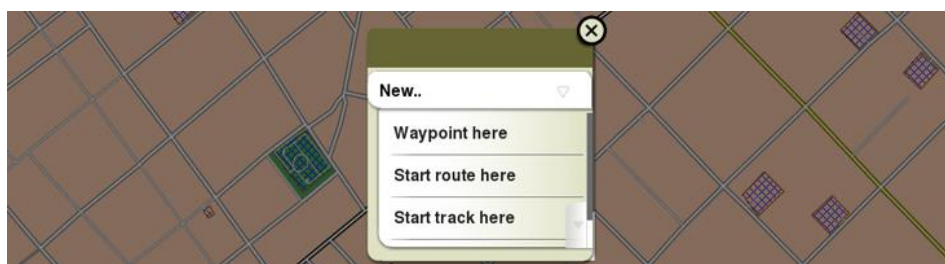 New..
Waypoint here
Start route here
Start track here